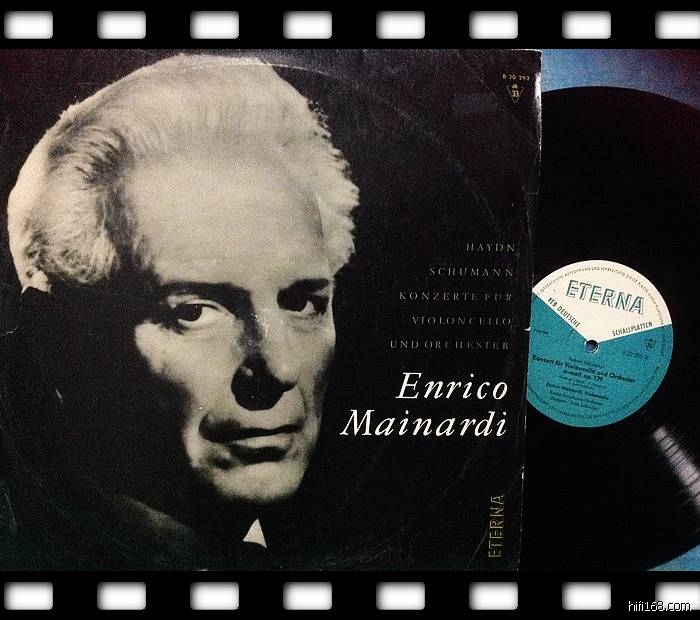 B 20 292
33
HAYDN
SCHUMANN
KONZERTE FÜR
VIOLONCELLO
UND ORCHESTER
Enrico
Mainardi
ETERNA
ETERNA
VEB DEUTSCHE
SCHALLPLATTEN
Konzert für Violoncello und Orchester
a-moll op. 129
Enrico Mainardi, Violoncello
hifi168.com